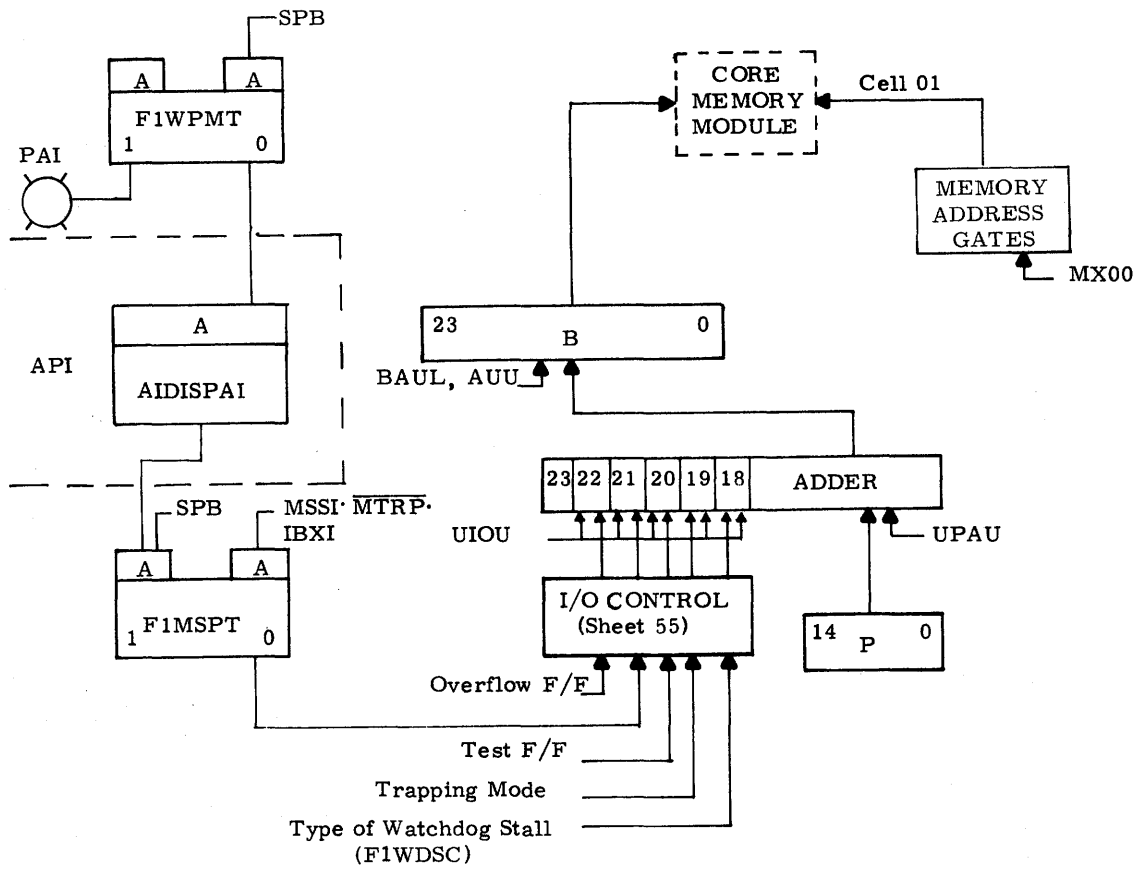 SPB
A A
F1WPMT
1 0
PAI
CORE
MEMORY
MODULE
Cell 01
MEMORY
ADDRESS
GATES
MX00
API
A
AIDISPAI
23 B 0
BAUL, AUU
23 22 21 20 19 18 ADDER
UIOU
UPAU
SPB
MSSI· M̅T̅R̅P̅·
IBXI
A A
F1MSPT
1 0
I/O CONTROL
(Sheet 55)
14 P 0
Overflow F/F
Test F/F
Trapping Mode
Type of Watchdog Stall
(F1WDSC)